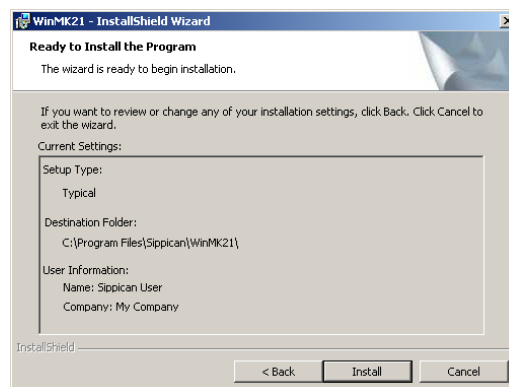 WinMK21 - InstallShield Wizard
Ready to Install the Program
The wizard is ready to begin installation.
If you want to review or change any of your installation settings, click Back. Click Cancel to
exit the wizard.
Current Settings:
Setup Type:
Typical
Destination Folder:
C:\Program Files\Sippican\WinMK21\
User Information:
Name: Sippican User
Company: My Company
InstallShield
< Back
Install
Cancel